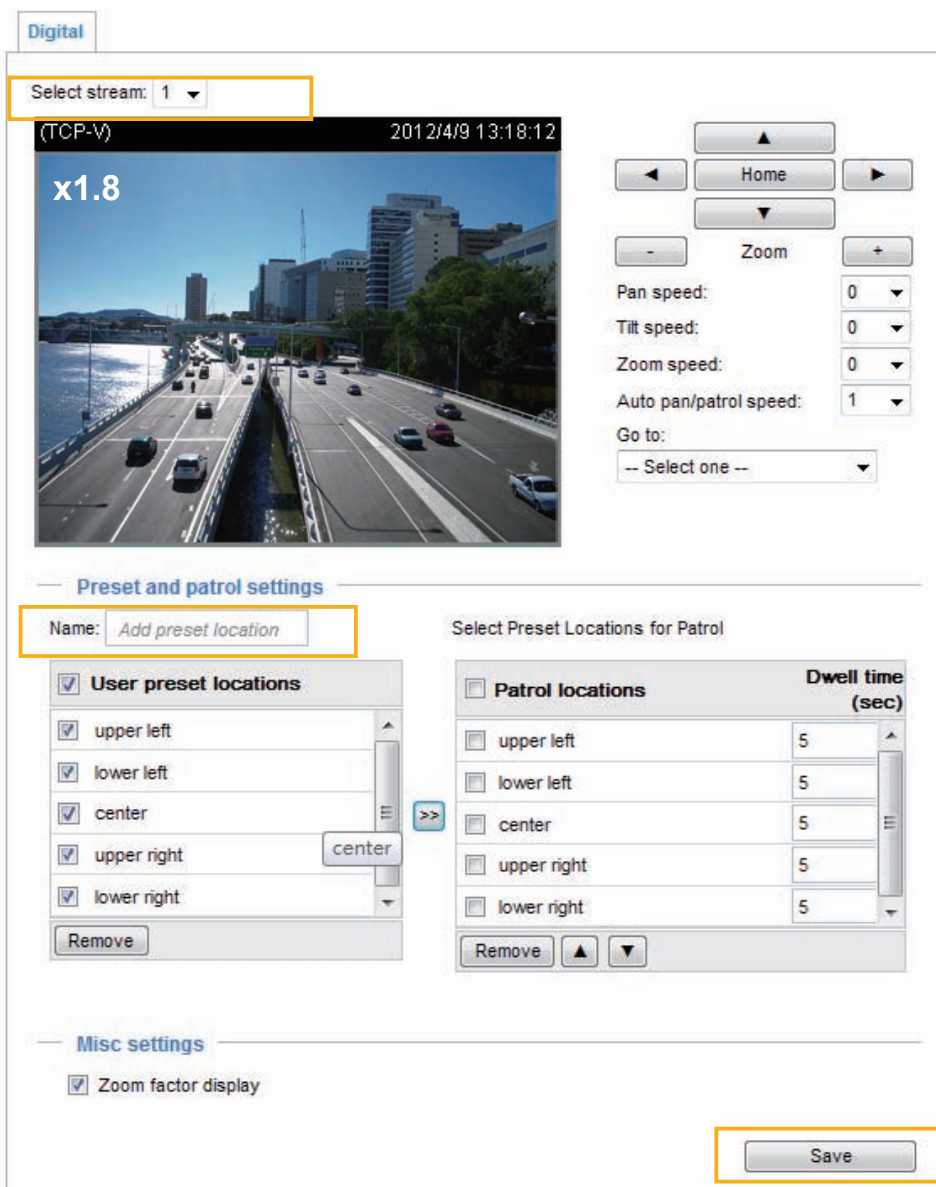 Digital
Select stream: 1
(TCP-V) 2012/4/9 13:18:12
x1.8
Home
- Zoom +
Pan speed: 0
Tilt speed: 0
Zoom speed: 0
Auto pan/patrol speed: 1
Go to:
-- Select one --
Preset and patrol settings
Name: Add preset location
Select Preset Locations for Patrol
User preset locations
upper left
lower left
center
upper right
lower right
center
Remove
>>
Patrol locations Dwell time (sec)
upper left 5
lower left 5
center 5
upper right 5
lower right 5
Remove
Misc settings
Zoom factor display
Save